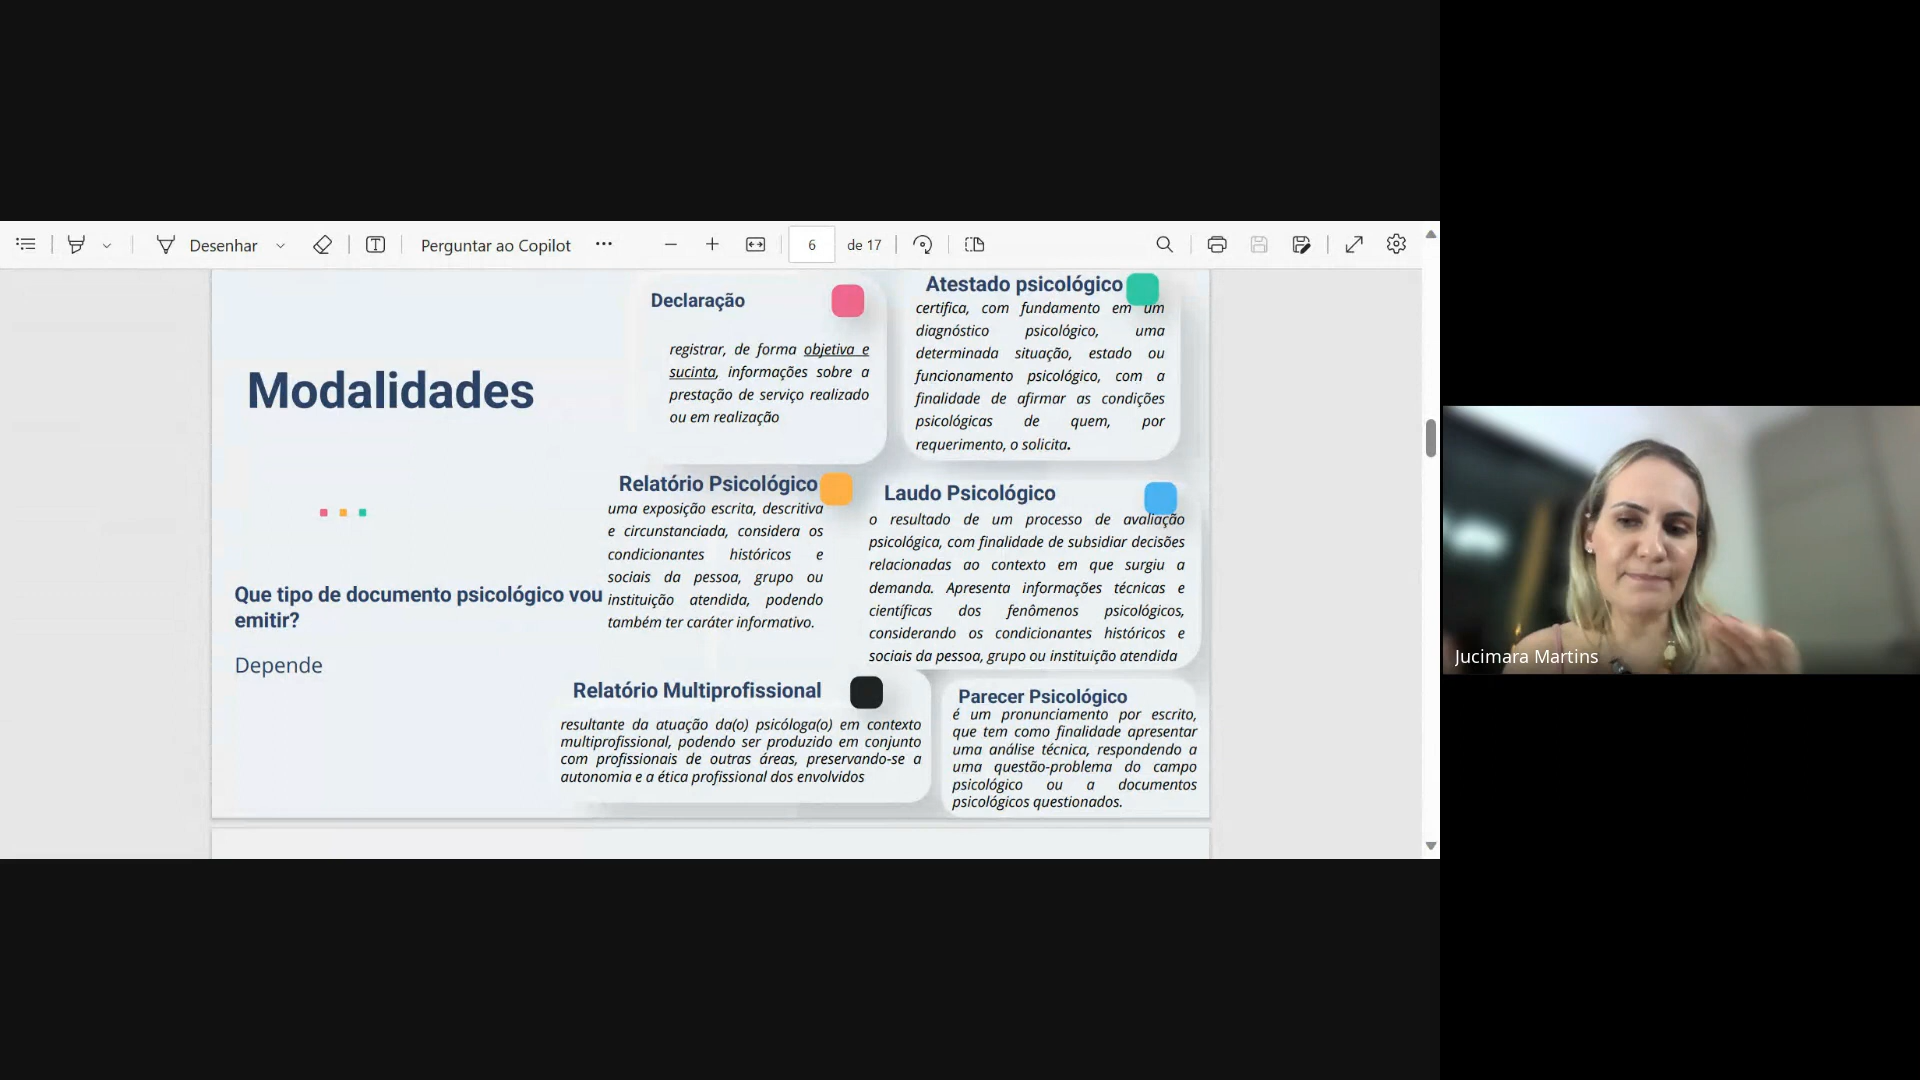 Desenhar
Perguntar ao Copilot
6
de 17
Modalidades
Que tipo de documento psicológico vou
emitir?
Depende
Declaração
registrar, de forma objetiva e
sucinta, informações sobre a
prestação de serviço realizado
ou em realização
Atestado psicológico
certifica, com fundamento em um
diagnóstico psicológico, uma
determinada situação, estado ou
funcionamento psicológico, com a
finalidade de afirmar as condições
psicológicas de quem, por
requerimento, o solicita.
Relatório Psicológico
uma exposição escrita, descritiva
e circunstanciada, considera os
condicionantes históricos e
sociais da pessoa, grupo ou
instituição atendida, podendo
também ter caráter informativo.
Laudo Psicológico
o resultado de um processo de avaliação
psicológica, com finalidade de subsidiar decisões
relacionadas ao contexto em que surgiu a
demanda. Apresenta informações técnicas e
científicas dos fenômenos psicológicos,
considerando os condicionantes históricos e
sociais da pessoa, grupo ou instituição atendida
Relatório Multiprofissional
resultante da atuação da(o) psicóloga(o) em contexto
multiprofissional, podendo ser produzido em conjunto
com profissionais de outras áreas, preservando-se a
autonomia e a ética profissional dos envolvidos
Parecer Psicológico
é um pronunciamento por escrito,
que tem como finalidade apresentar
uma análise técnica, respondendo a
uma questão-problema do campo
psicológico ou a documentos
psicológicos questionados.
Jucimara Martins